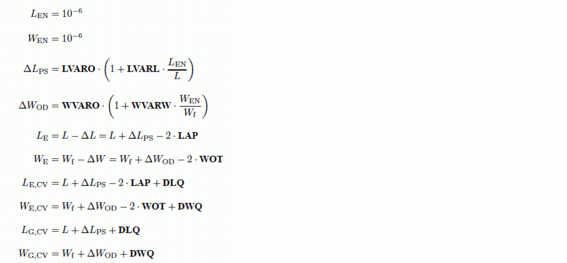 L_EN = 10^−6
W_EN = 10^−6
ΔL_PS = LVARO · (1 + LVARL · L_EN / L)
ΔW_OD = WVARO · (1 + WVARW · W_EN / W_f)
L_E = L − ΔL = L + ΔL_PS − 2 · LAP
W_E = W_f − ΔW = W_f + ΔW_OD − 2 · WOT
L_E,CV = L + ΔL_PS − 2 · LAP + DLQ
W_E,CV = W_f + ΔW_OD − 2 · WOT + DWQ
L_G,CV = L + ΔL_PS + DLQ
W_G,CV = W_f + ΔW_OD + DWQ